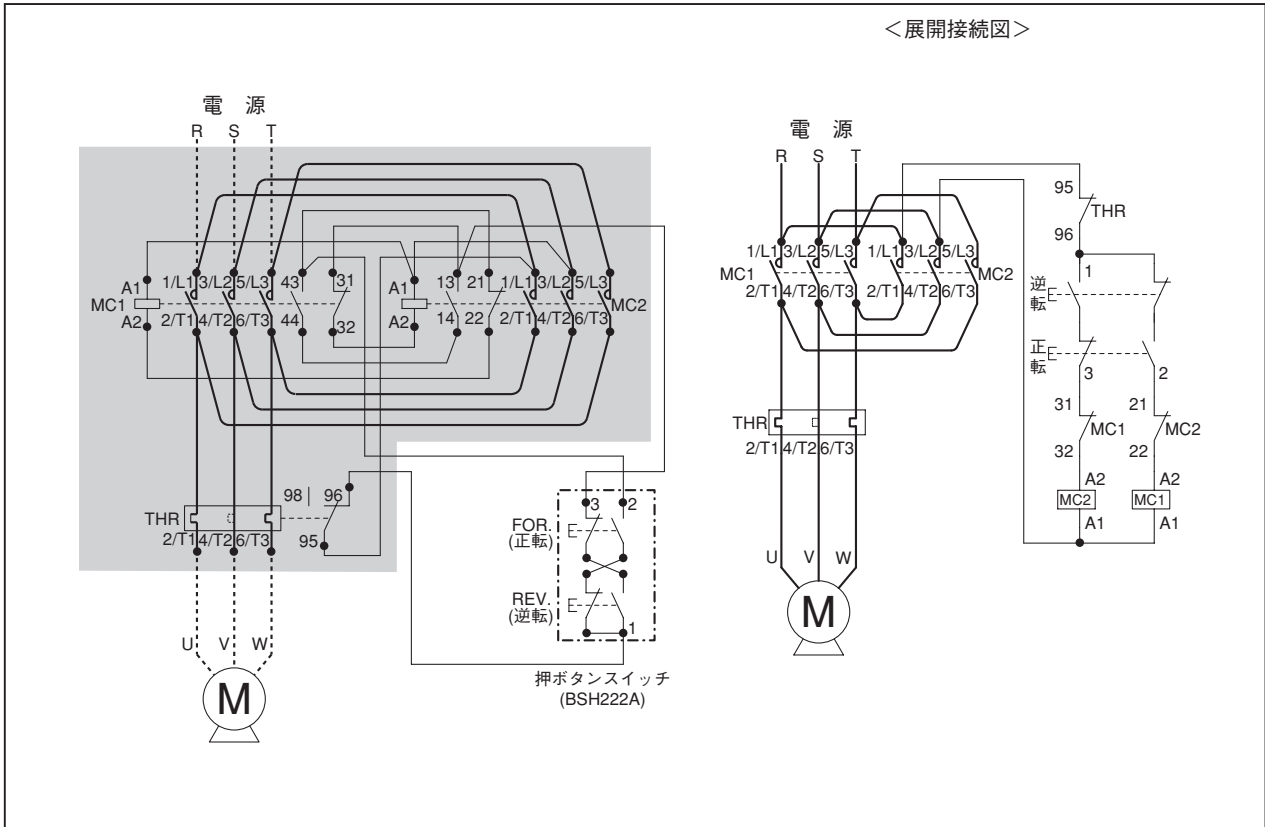 ＜展開接続図＞
電 源
R S T
1/L1 3/L2 5/L3 43 31 13 21 1/L1 3/L2 5/L3
A1 A1
MC1 MC2
A2 A2
2/T1 4/T2 6/T3 44 32 14 22 2/T1 4/T2 6/T3
98 96
THR
2/T1 4/T2 6/T3 95
U V W
M
3 2
FOR.
(正転)
REV.
(逆転)
1
押ボタンスイッチ
(BSH222A)
電 源
R S T
1/L1 3/L2 5/L3 1/L1 3/L2 5/L3
MC1 MC2
2/T1 4/T2 6/T3 2/T1 4/T2 6/T3
THR
2/T1 4/T2 6/T3
U V W
M
95
THR
96
1
逆転
正転
3 2
31 21
MC1 MC2
32 22
A2 A2
MC2 MC1
A1 A1